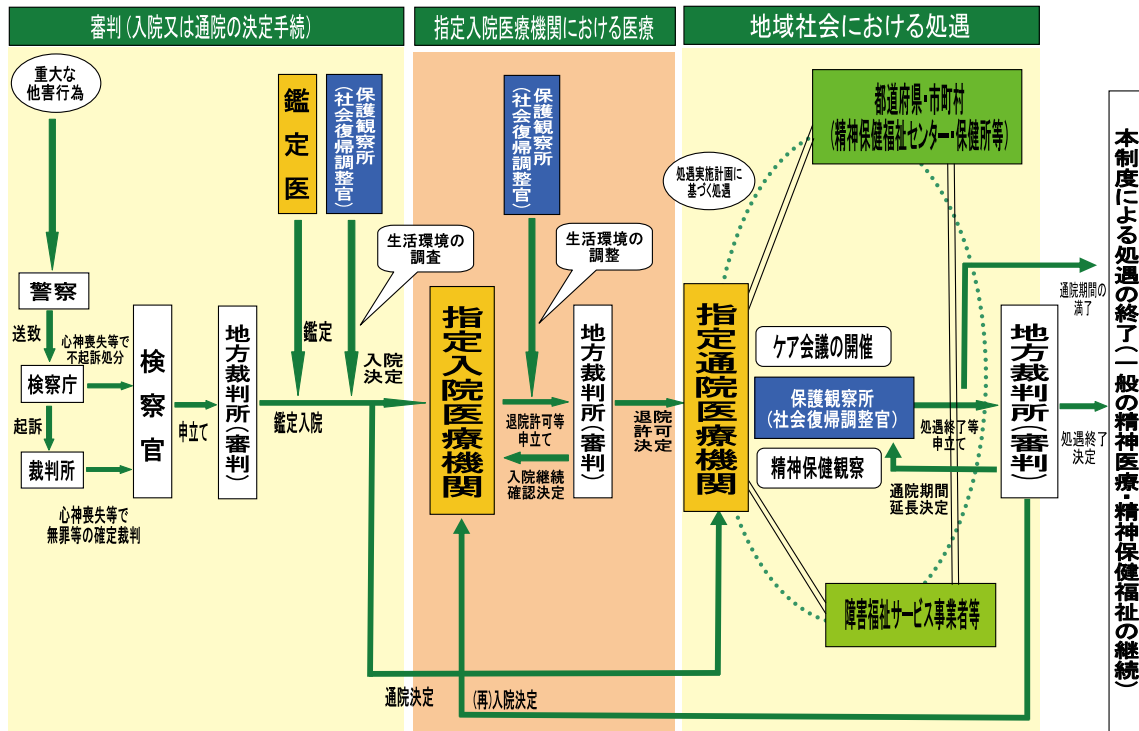 審判（入院又は通院の決定手続）
指定入院医療機関における医療
地域社会における処遇
重大な
他害行為
警察
送致
心神喪失等で
不起訴処分
検察庁
起訴
裁判所
心神喪失等で
無罪等の確定裁判
検察官
申立て
地方裁判所（審判）
鑑定医
保護観察所
（社会復帰調整官）
生活環境の
調査
鑑定
鑑定入院
入院
決定
通院決定
指定入院医療機関
保護観察所
（社会復帰調整官）
生活環境の
調整
退院許可等
申立て
入院継続
確認決定
地方裁判所（審判）
退院
許可
決定
(再)入院決定
処遇実施計画に
基づく処遇
指定通院医療機関
都道府県・市町村
（精神保健福祉センター・保健所等）
ケア会議の開催
保護観察所
（社会復帰調整官）
精神保健観察
処遇終了等
申立て
通院期間
延長決定
障害福祉サービス事業者等
地方裁判所（審判）
通院期間の
満了
処遇終了
決定
本制度による処遇の終了（一般の精神医療・精神保健福祉の継続）